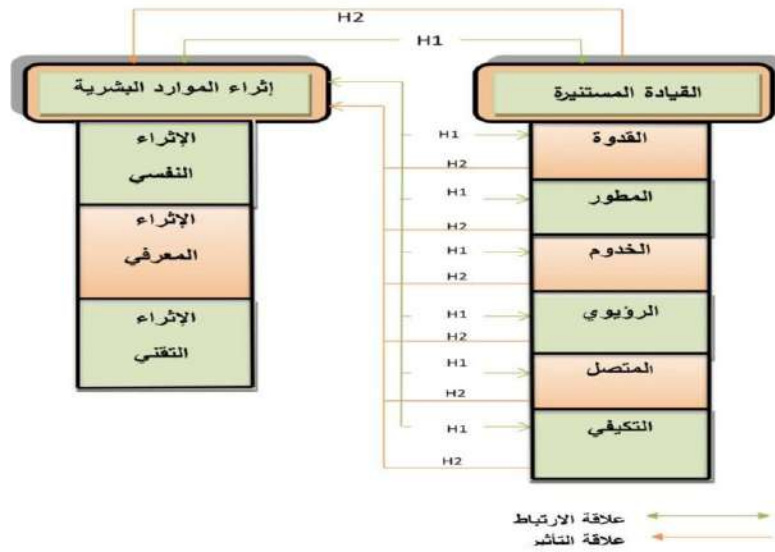 H2
H1
القيادة المستنيرة
إثراء الموارد البشرية
القدوة
المطور
الخدوم
الرؤيوي
المتصل
التكيفي
H1
H2
H1
H2
H1
H2
H1
H2
H1
H2
H1
H2
الإثراء
النفسي
الإثراء
المعرفي
الإثراء
التقني
علاقة الارتباط
علاقة التأثير